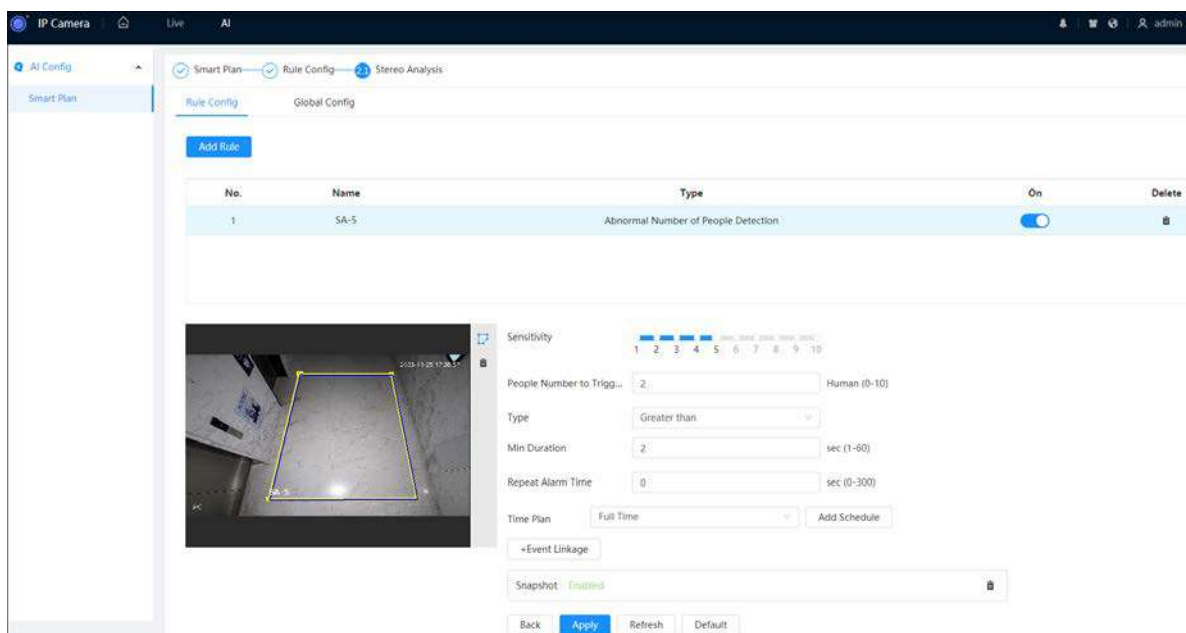 IP Camera Live AI admin
AI Config
Smart Plan
Smart Plan Rule Config 2.1 Stereo Analysis
Rule Config Global Config
Add Rule
No. Name Type On Delete
1 SA-5 Abnormal Number of People Detection
Sensitivity
1 2 3 4 5 6 7 8 9 10
People Number to Trigg... 2 Human (0-10)
Type Greater than
Min Duration 2 sec (1-60)
Repeat Alarm Time 0 sec (0-300)
Time Plan Full Time Add Schedule
+Event Linkage
Snapshot Enabled
Back Apply Refresh Default
SA-5